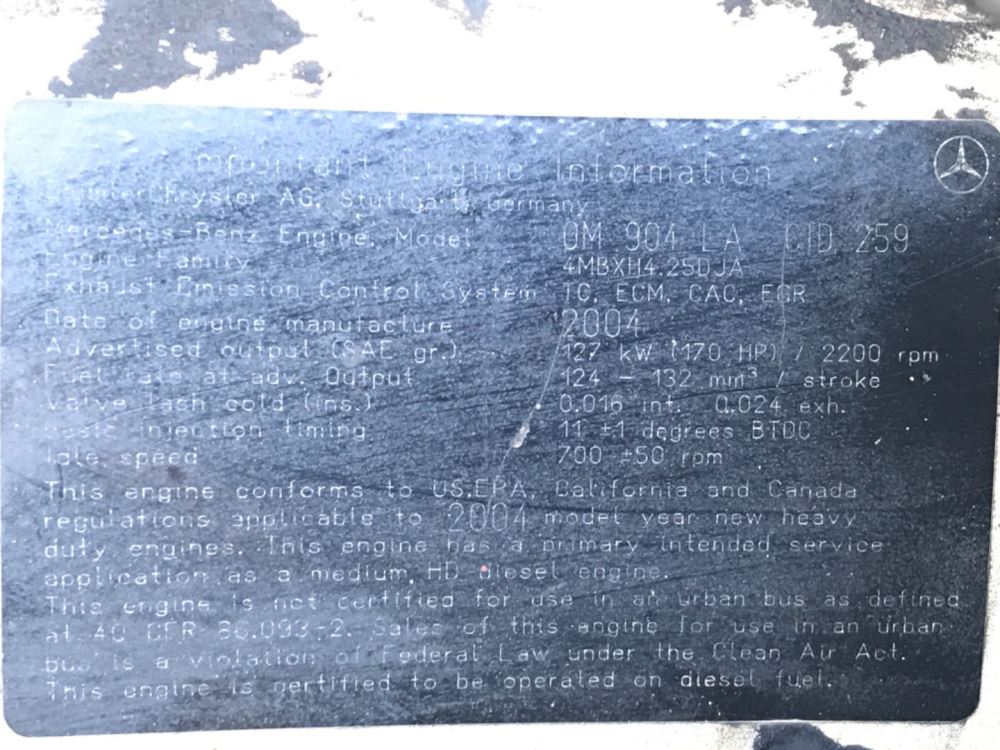 Important Engine Information
DaimlerChrysler AG, Stuttgart, Germany
Mercedes-Benz Engine, Model OM 904 LA CID 259
Engine Family 4MBXH4.25DJA
Exhaust Emission Control System TC, ECM, CAC, EGR
Date of engine manufacture 2004
Advertised output (SAE gr.) 127 kW (170 HP) / 2200 rpm
Fuel rate at adv. Output 124 - 132 mm³ / stroke
Valve lash cold (ins.) 0.016 int. 0.024 exh.
Basic injection timing 11 ±1 degrees BTDC
Idle speed 700 ±50 rpm
This engine conforms to US.EPA, California and Canada
regulations applicable to 2004 model year new heavy
duty engines. This engine has a primary intended service
application as a medium HD diesel engine.
This engine is not certified for use in an urban bus as defined
at 40 CFR 86.093-2. Sales of this engine for use in an urban
bus is a violation of Federal Law under the Clean Air Act.
This engine is certified to be operated on diesel fuel.